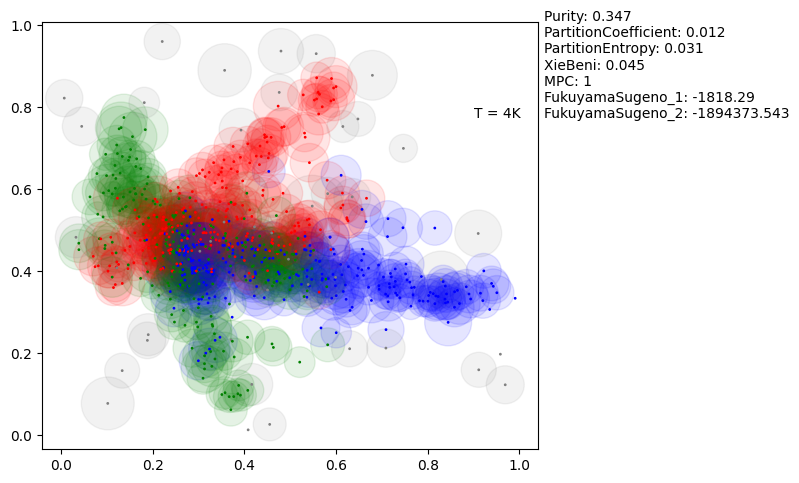 Purity: 0.347
PartitionCoefficient: 0.012
PartitionEntropy: 0.031
XieBeni: 0.045
MPC: 1
FukuyamaSugeno_1: -1818.29
FukuyamaSugeno_2: -1894373.543
T = 4K
1.0
0.8
0.6
0.4
0.2
0.0
0.0 0.2 0.4 0.6 0.8 1.0